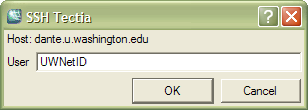 SSH Tectia
Host: dante.u.washington.edu
User UWNetID
OK Cancel